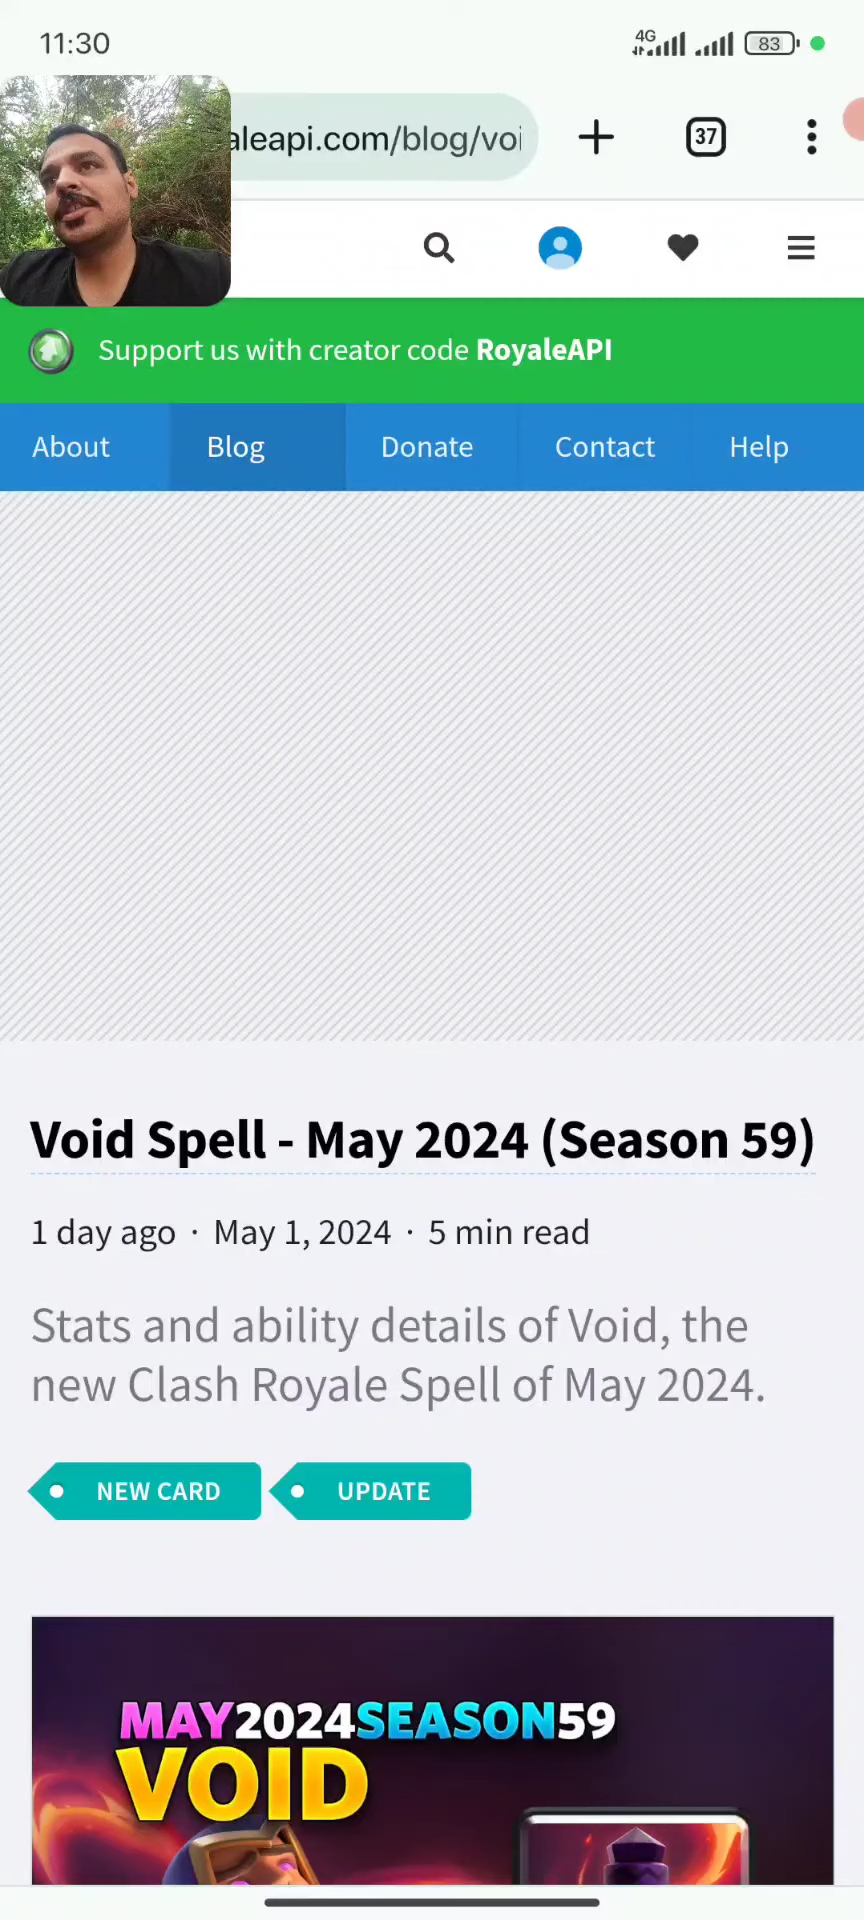 11:30
4G
83
aleapi.com/blog/voi
37
Support us with creator code RoyaleAPI
About Blog Donate Contact Help
Void Spell - May 2024 (Season 59)
1 day ago · May 1, 2024 · 5 min read
Stats and ability details of Void, the
new Clash Royale Spell of May 2024.
NEW CARD UPDATE
MAY2024SEASON59
VOID